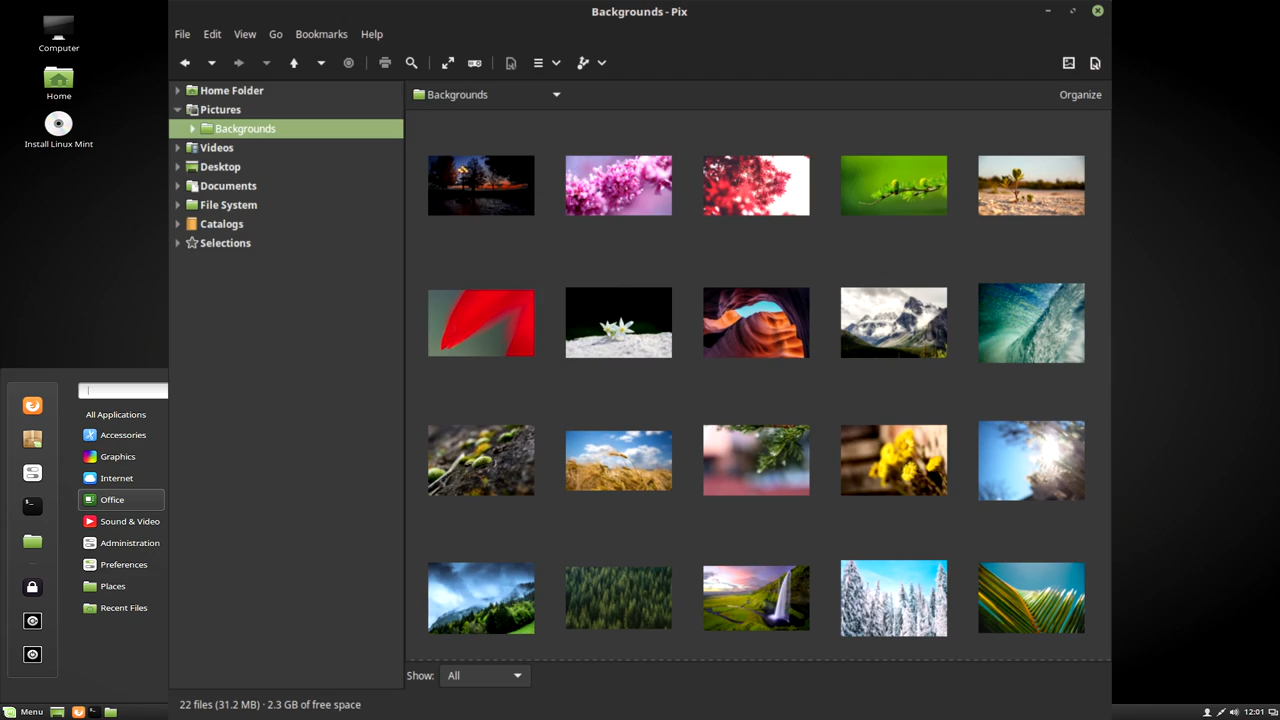 Backgrounds - Pix
Computer
Home
Install Linux Mint
File Edit View Go Bookmarks Help
Home Folder
Pictures
Backgrounds
Videos
Desktop
Documents
File System
Catalogs
Selections
Backgrounds
Organize
All Applications
Accessories
Graphics
Internet
Office
Sound & Video
Administration
Preferences
Places
Recent Files
Show: All
22 files (31.2 MB) · 2.3 GB of free space
Menu
12:01